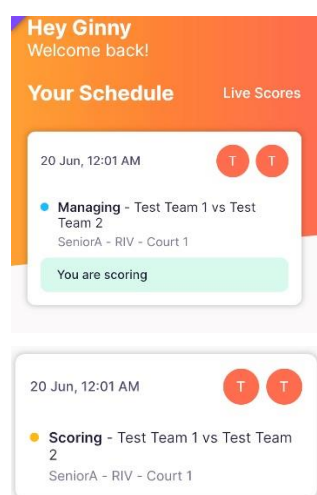 Hey Ginny
Welcome back!
Your Schedule Live Scores
20 Jun, 12:01 AM T T
Managing - Test Team 1 vs Test
Team 2
SeniorA - RIV - Court 1
You are scoring
20 Jun, 12:01 AM T T
Scoring - Test Team 1 vs Test Team
2
SeniorA - RIV - Court 1